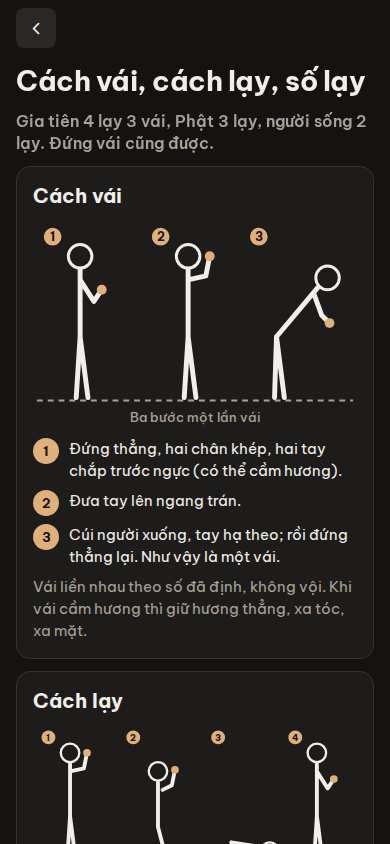 Cách vái, cách lạy, số lạy
Gia tiên 4 lạy 3 vái, Phật 3 lạy, người sống 2
lạy. Đứng vái cũng được.
Cách vái
1 2 3
Ba bước một lần vái
1 Đứng thẳng, hai chân khép, hai tay
chắp trước ngực (có thể cầm hương).
2 Đưa tay lên ngang trán.
3 Cúi người xuống, tay hạ theo; rồi đứng
thẳng lại. Như vậy là một vái.
Vái liền nhau theo số đã định, không vội. Khi
vái cầm hương thì giữ hương thẳng, xa tóc,
xa mặt.
Cách lạy
1 2 3 4